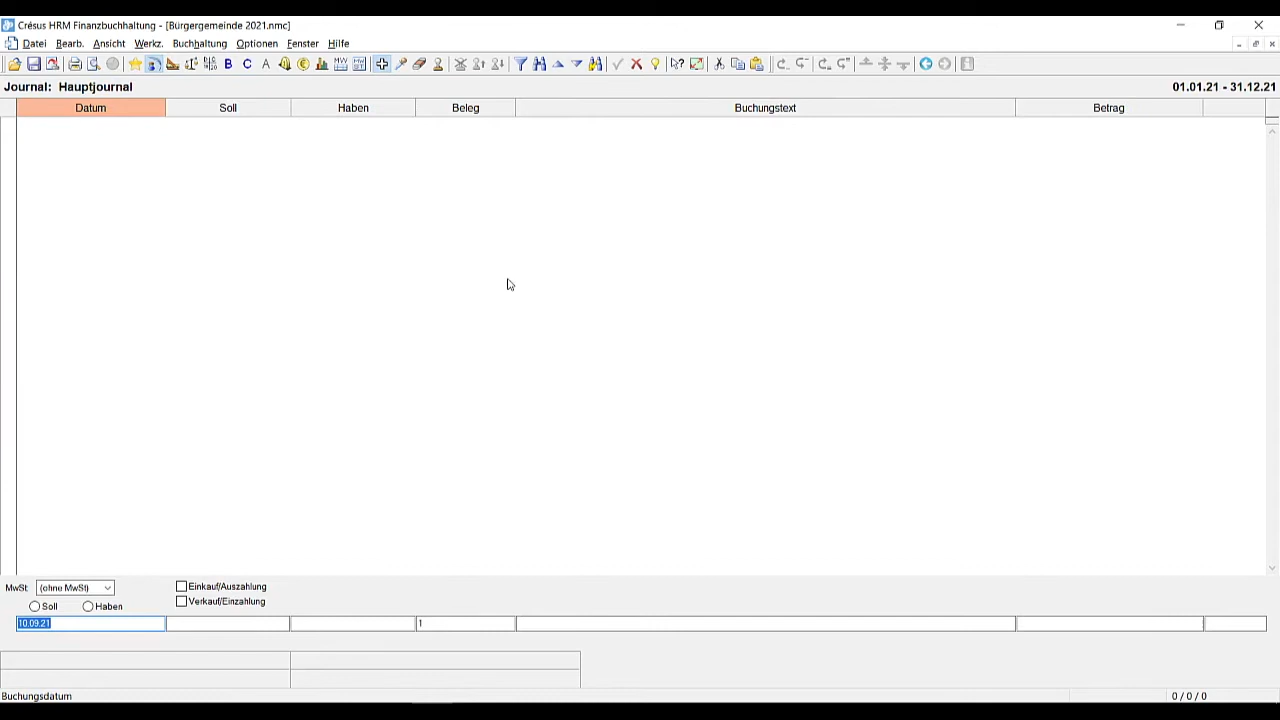 Crésus HRM Finanzbuchhaltung - [Bürgergemeinde 2021.nmc]
Datei Bearb. Ansicht Werkz. Buchhaltung Optionen Fenster Hilfe
B C A
Journal: Hauptjournal 01.01.21 - 31.12.21
Datum Soll Haben Beleg Buchungstext Betrag
MwSt: (ohne MwSt) Einkauf/Auszahlung
Soll Haben Verkauf/Einzahlung
10.09.21 1
Buchungsdatum 0 / 0 / 0